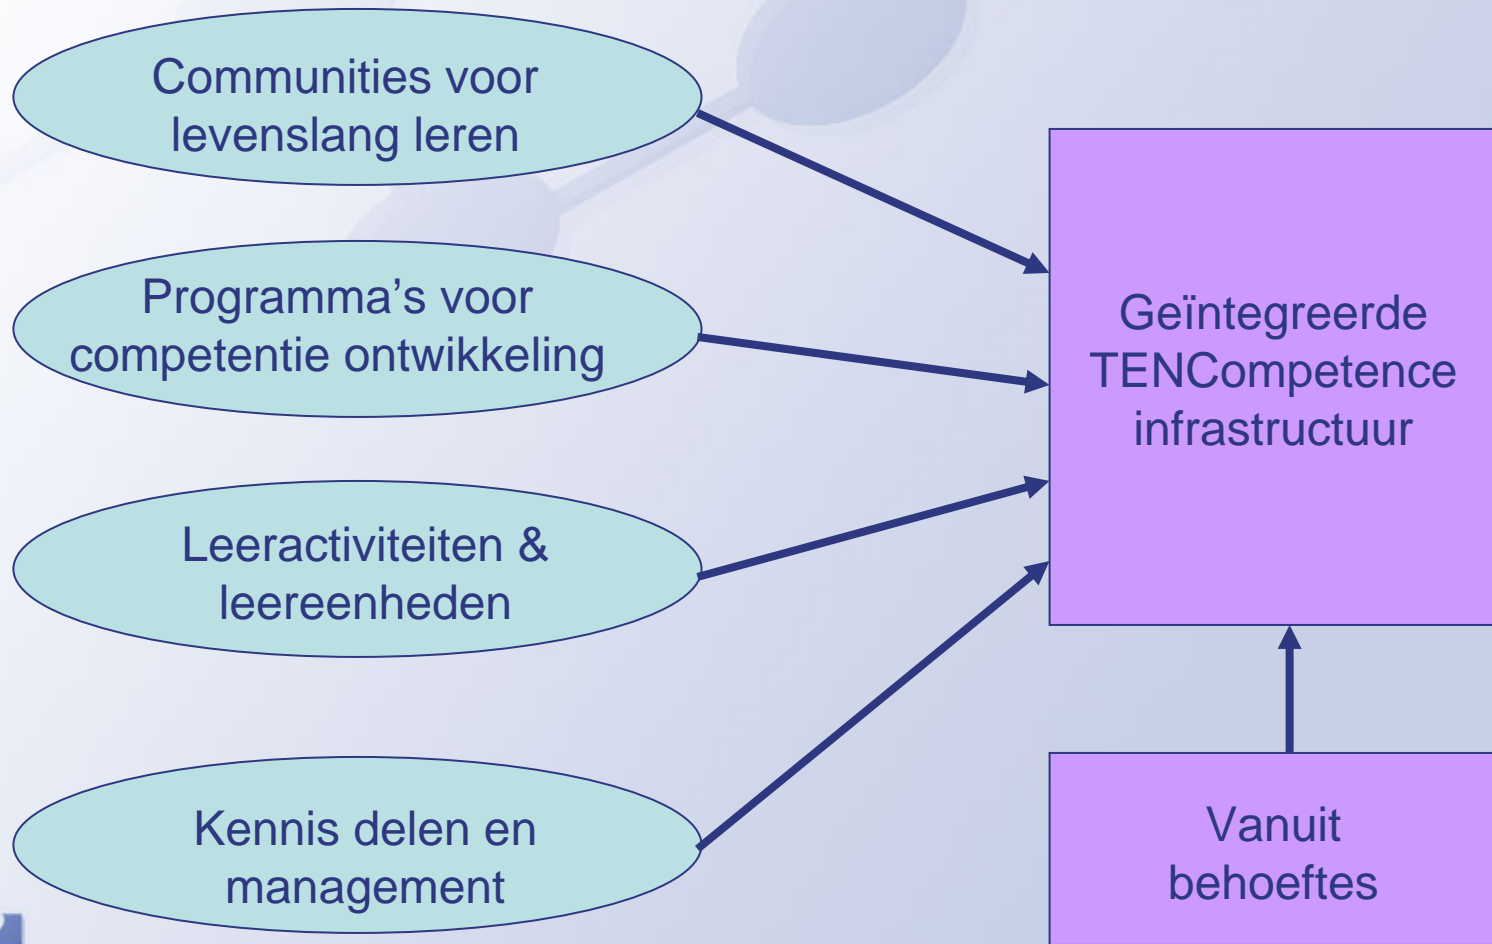 Communities voor
levenslang leren
Programma’s voor
competentie ontwikkeling
Leeractiviteiten &
leereenheden
Kennis delen en
management
Geïntegreerde
TENCompetence
infrastructuur
Vanuit
behoeftes